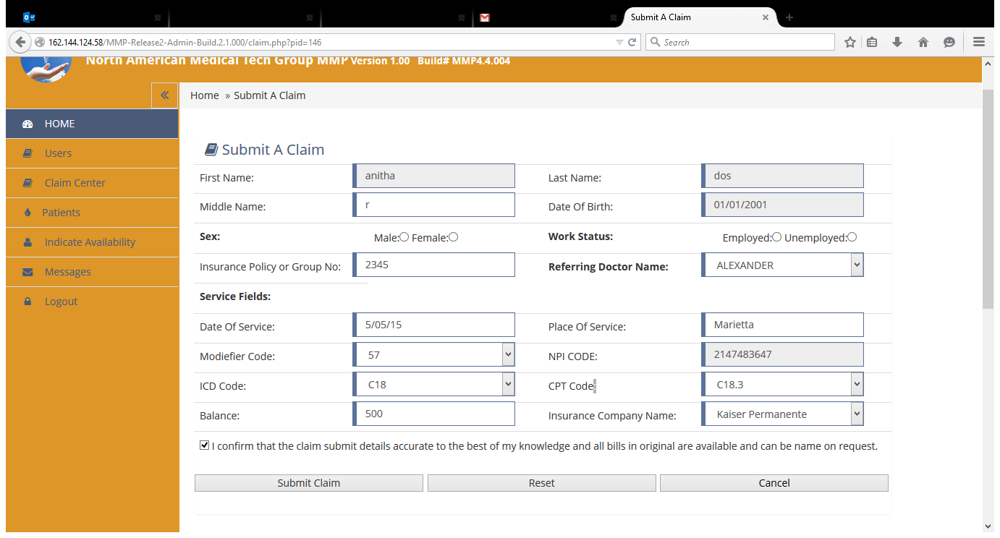 Submit A Claim
162.144.124.58/MMP-Release2-Admin-Build.2.1.000/claim.php?pid=146
Search
North American Medical Tech Group MMP Version 1.00 Build# MMP4.4.004
Home » Submit A Claim
HOME
Users
Claim Center
Patients
Indicate Availability
Messages
Logout
Submit A Claim
First Name: anitha Last Name: dos
Middle Name: r Date Of Birth: 01/01/2001
Sex: Male: Female: Work Status: Employed: Unemployed:
Insurance Policy or Group No: 2345 Referring Doctor Name: ALEXANDER
Service Fields:
Date Of Service: 5/05/15 Place Of Service: Marietta
Modiefier Code: 57 NPI CODE: 2147483647
ICD Code: C18 CPT Code: C18.3
Balance: 500 Insurance Company Name: Kaiser Permanente
I confirm that the claim submit details accurate to the best of my knowledge and all bills in original are available and can be name on request.
Submit Claim Reset Cancel